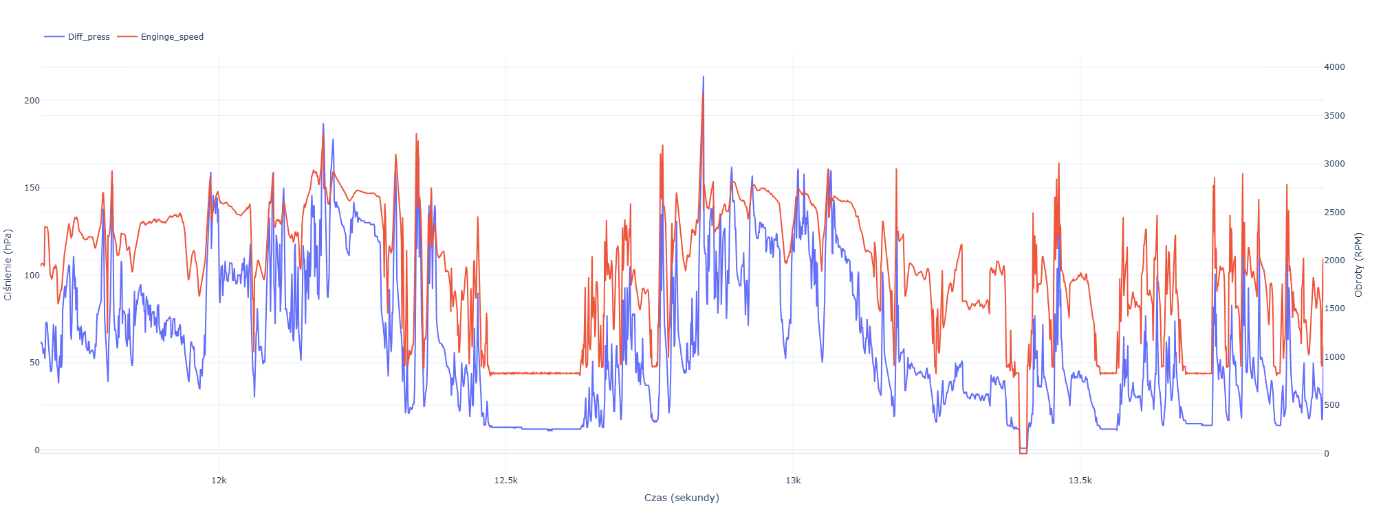 Diff_press
Enginge_speed
4000
200
3500
150
3000
2500
100
2000
1500
50
1000
500
0
0
Ciśnienie (hPa)
Obroty (RPM)
12k
12.5k
13k
13.5k
Czas (sekundy)